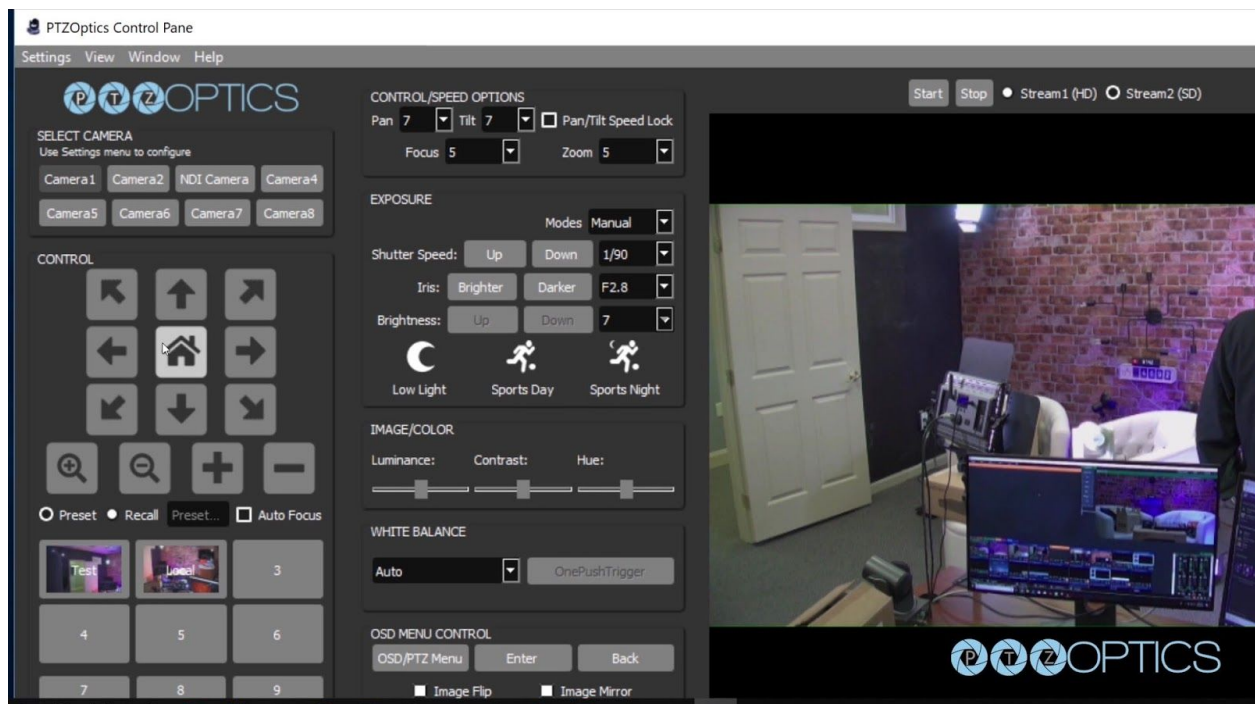 PTZOptics Control Pane
Settings View Window Help
PTZOPTICS
SELECT CAMERA
Use Settings menu to configure
Camera1 Camera2 NDI Camera Camera4
Camera5 Camera6 Camera7 Camera8
CONTROL
Preset Recall Preset... Auto Focus
Test Local 3
4 5 6
7 8 9
CONTROL/SPEED OPTIONS
Pan 7 Tilt 7 Pan/Tilt Speed Lock
Focus 5 Zoom 5
EXPOSURE
Modes Manual
Shutter Speed: Up Down 1/90
Iris: Brighter Darker F2.8
Brightness: Up Down 7
Low Light Sports Day Sports Night
IMAGE/COLOR
Luminance: Contrast: Hue:
WHITE BALANCE
Auto OnePushTrigger
OSD MENU CONTROL
OSD/PTZ Menu Enter Back
Image Flip Image Mirror
Start Stop Stream1 (HD) Stream2 (SD)
PTZOPTICS